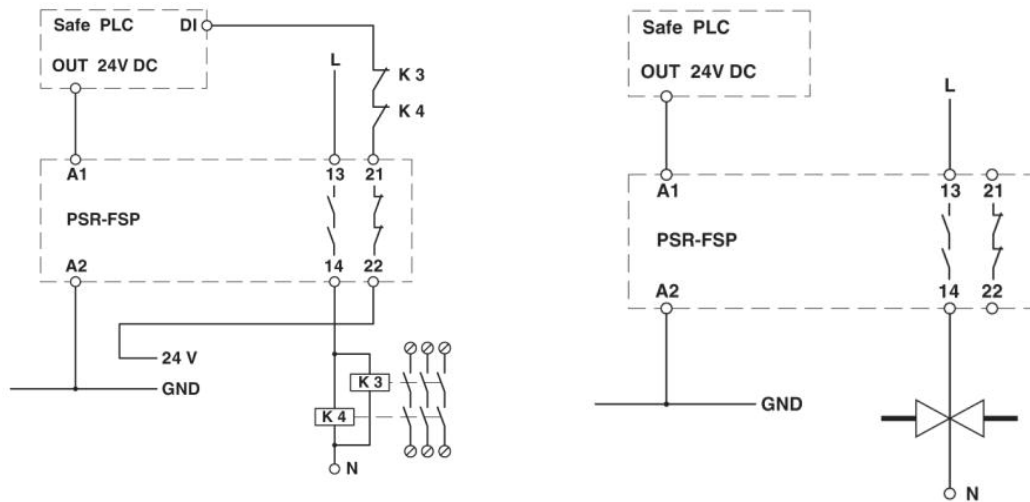 Safe PLC DI
OUT 24V DC
L
K 3
K 4
A1 13 21
PSR-FSP
A2 14 22
24 V
GND
K 3
K 4
N
Safe PLC
OUT 24V DC
L
A1 13 21
PSR-FSP
A2 14 22
GND
N